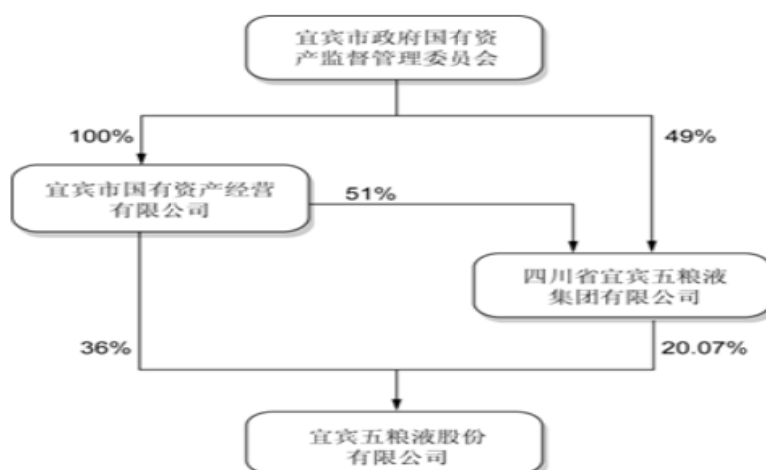 宜宾市政府国有资
产监督管理委员会
100%
49%
宜宾市国有资产经营
有限公司
51%
四川省宜宾五粮液
集团有限公司
36%
20.07%
宜宾五粮液股份
有限公司